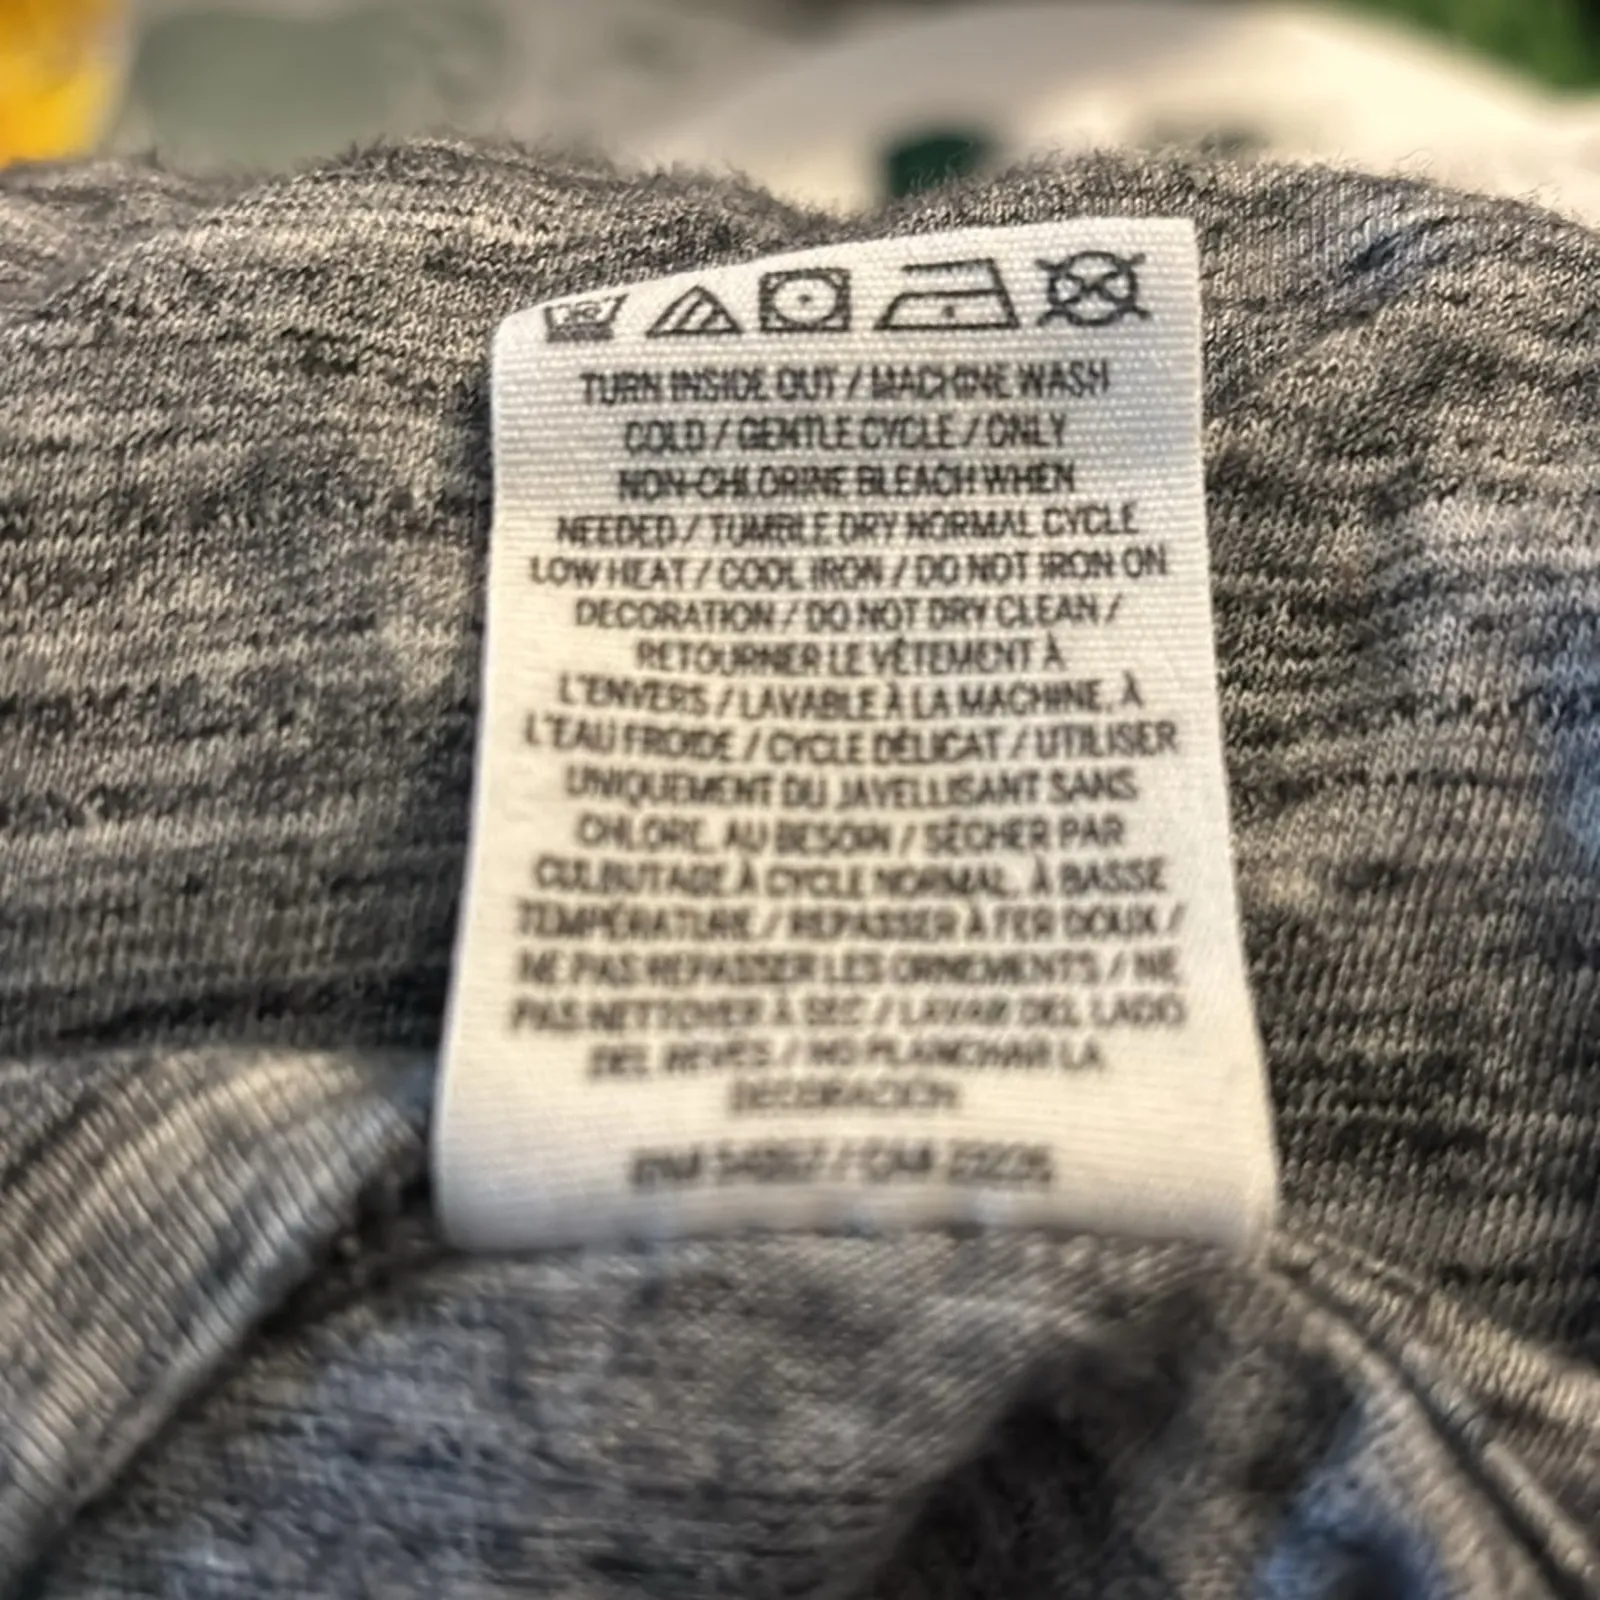 TURN INSIDE OUT / MACHINE WASH
COLD / GENTLE CYCLE / ONLY
NON-CHLORINE BLEACH WHEN
NEEDED / TUMBLE DRY NORMAL CYCLE
LOW HEAT / COOL IRON / DO NOT IRON ON
DECORATION / DO NOT DRY CLEAN /
RETOURNER LE VÊTEMENT À
L'ENVERS / LAVABLE À LA MACHINE, À
L'EAU FROIDE / CYCLE DÉLICAT / UTILISER
UNIQUEMENT DU JAVELLISANT SANS
CHLORE, AU BESOIN / SÉCHER PAR
CULBUTAGE À CYCLE NORMAL, À BASSE
TEMPÉRATURE / REPASSER À FER DOUX /
NE PAS REPASSER LES ORNEMENTS / NE
PAS NETTOYER À SEC / LAVAR DEL LADO
DEL REVÉS / NO PLANCHAR LA
DECORACIÓN